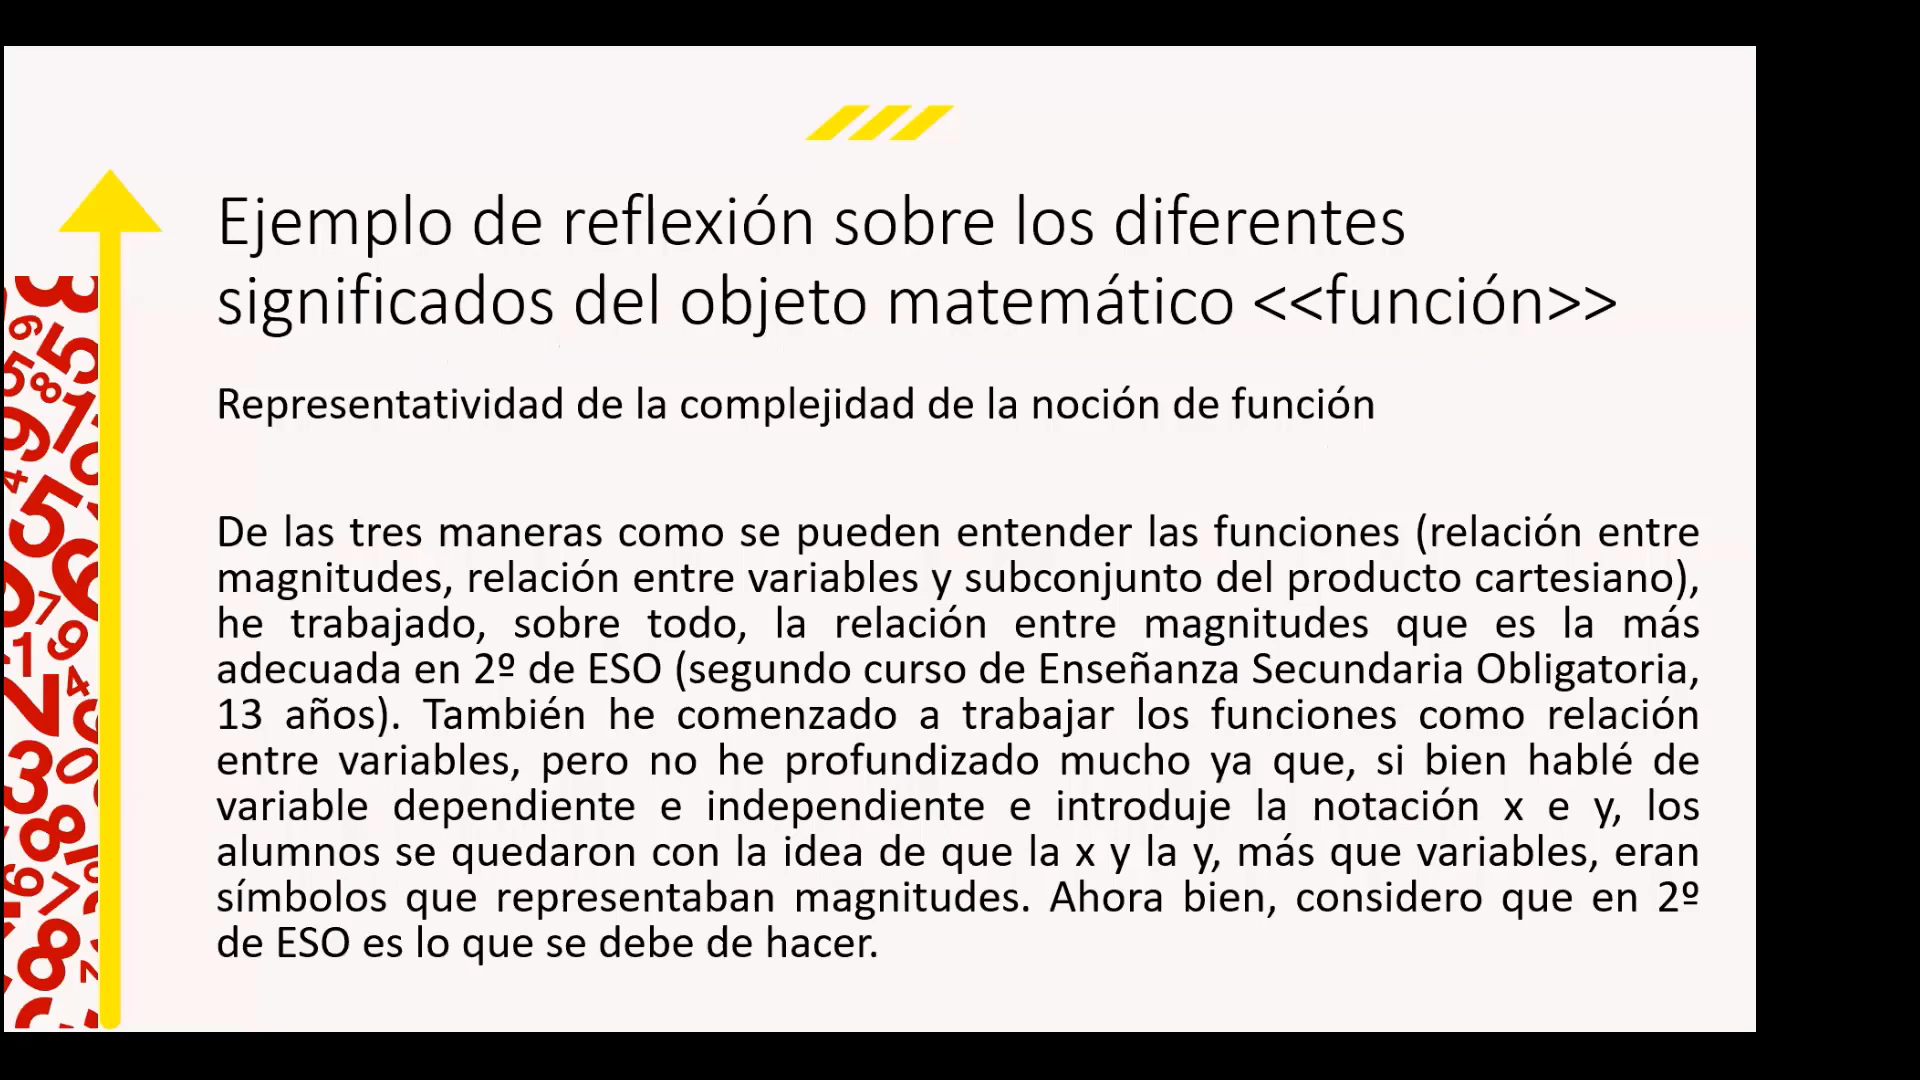 Ejemplo de reflexión sobre los diferentes
significados del objeto matemático <<función>>
Representatividad de la complejidad de la noción de función
De las tres maneras como se pueden entender las funciones (relación entre
magnitudes, relación entre variables y subconjunto del producto cartesiano),
he trabajado, sobre todo, la relación entre magnitudes que es la más
adecuada en 2º de ESO (segundo curso de Enseñanza Secundaria Obligatoria,
13 años). También he comenzado a trabajar los funciones como relación
entre variables, pero no he profundizado mucho ya que, si bien hablé de
variable dependiente e independiente e introduje la notación x e y, los
alumnos se quedaron con la idea de que la x y la y, más que variables, eran
símbolos que representaban magnitudes. Ahora bien, considero que en 2º
de ESO es lo que se debe de hacer.